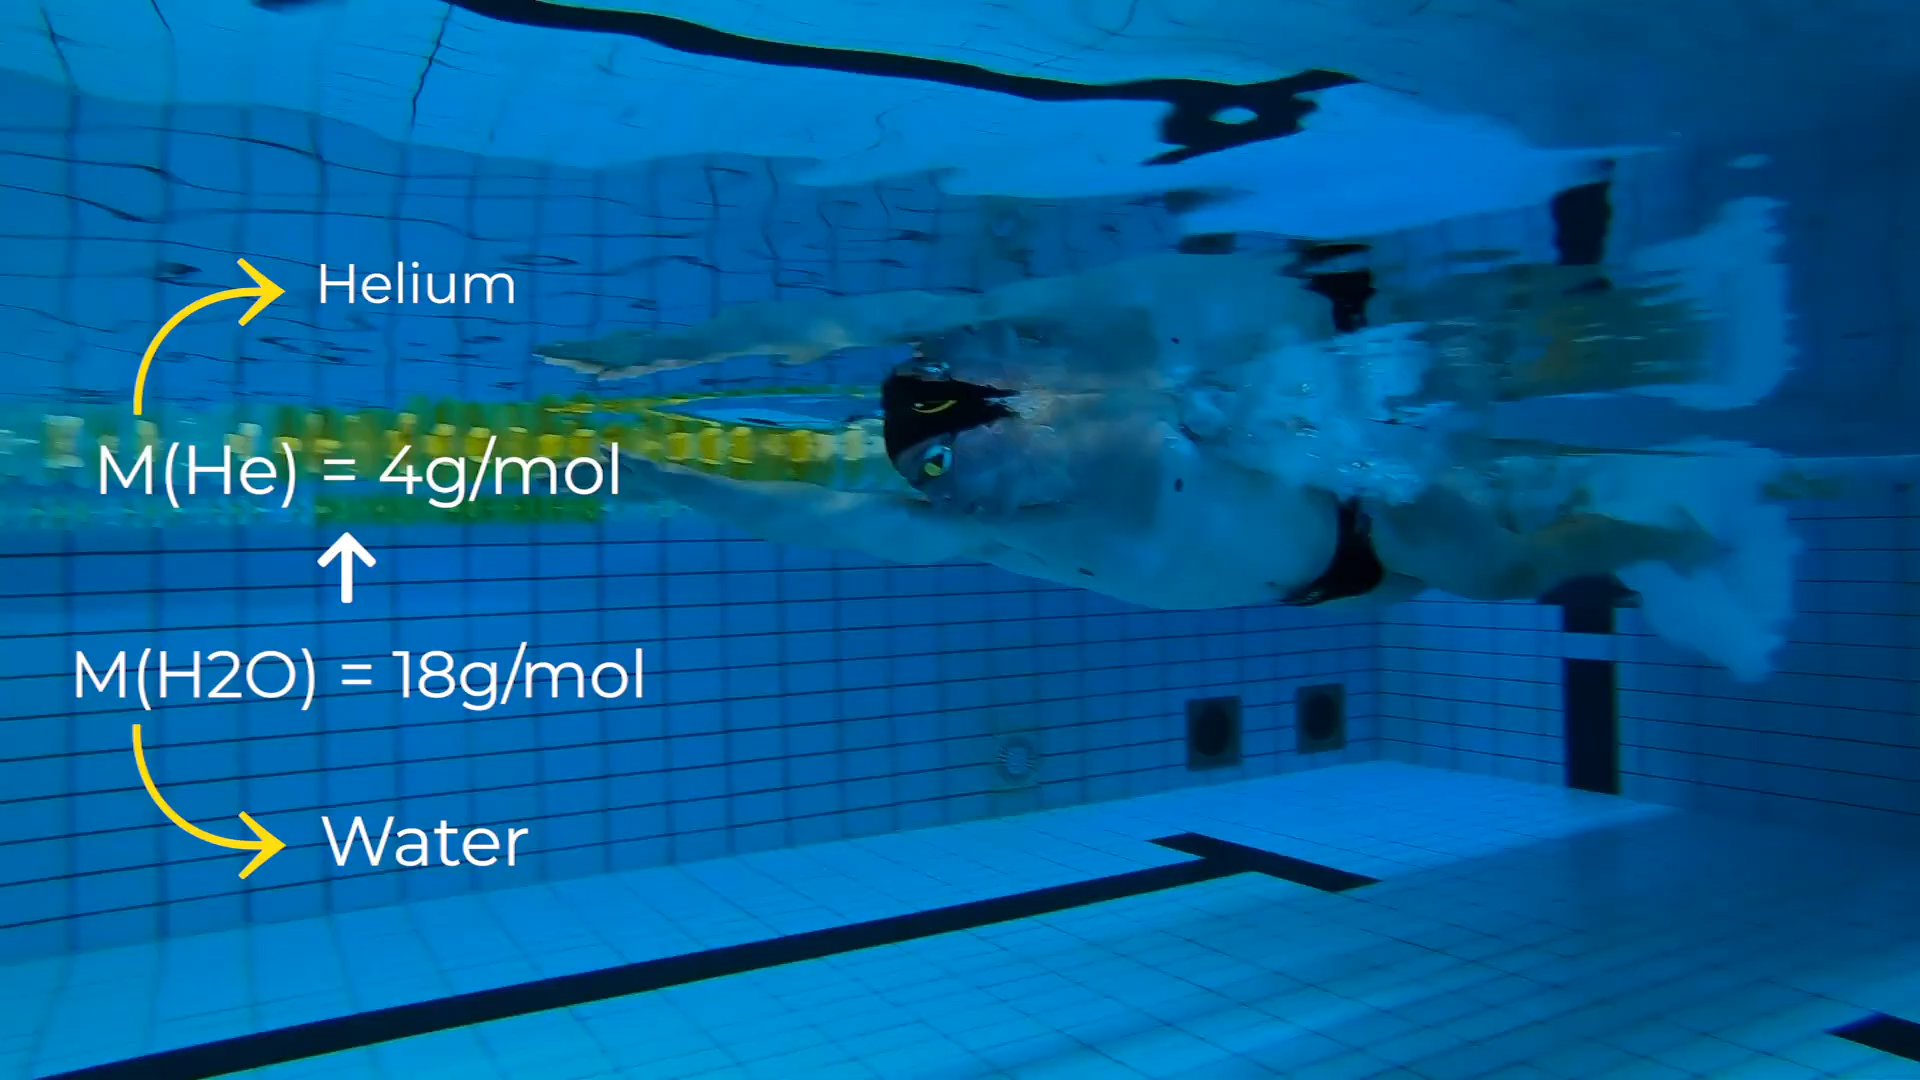 Helium
M(He) = 4g/mol
M(H2O) = 18g/mol
Water